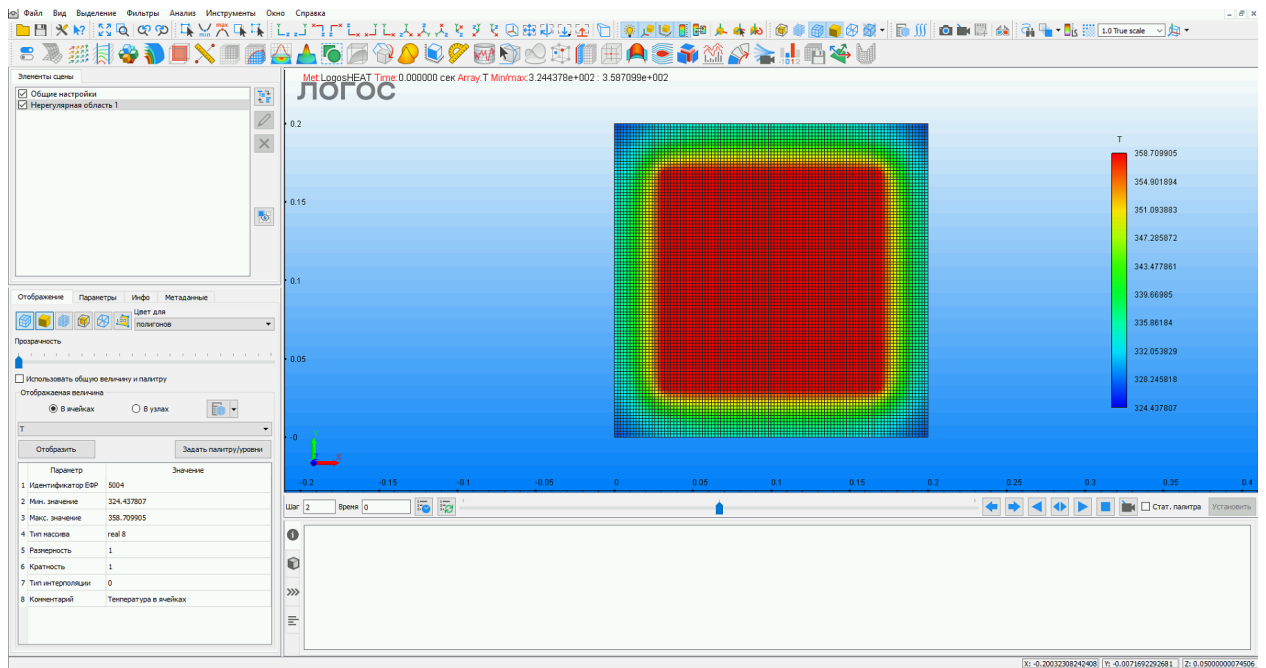 Файл Вид Выделение Фильтры Анализ Инструменты Окно Справка
1.0 True scale
Элементы сцены
Общие настройки
Нерегулярная область 1
Отображение Параметры Инфо Метаданные
Цвет для
полигонов
Прозрачность
Использовать общую величину и палитру
Отображаемая величина
В ячейках В узлах
T
Отобразить Задать палитру/уровни
Параметр Значение
1 Идентификатор ЕФР 5004
2 Мин. значение 324.437807
3 Макс. значение 358.709905
4 Тип массива real 8
5 Размерность 1
6 Кратность 1
7 Тип интерполяции 0
8 Комментарий Температура в ячейках
Met:LogosHEAT Time:0.000000 сек Array:T Min/max:3.244378e+002 : 3.587099e+002
ЛОГОС
0.2
0.15
0.1
0.05
-0
Y
Z
X
-0.2 -0.15 -0.1 -0.05 0 0.05 0.1 0.15 0.2 0.25 0.3 0.35 0.4
T
358.709905
354.901894
351.093883
347.285872
343.477861
339.66985
335.86184
332.053829
328.245818
324.437807
Шаг 2 Время 0
Стат. палитра Установить
X: -0.20032308242408 Y: -0.0071692292681 Z: 0.05000000074506